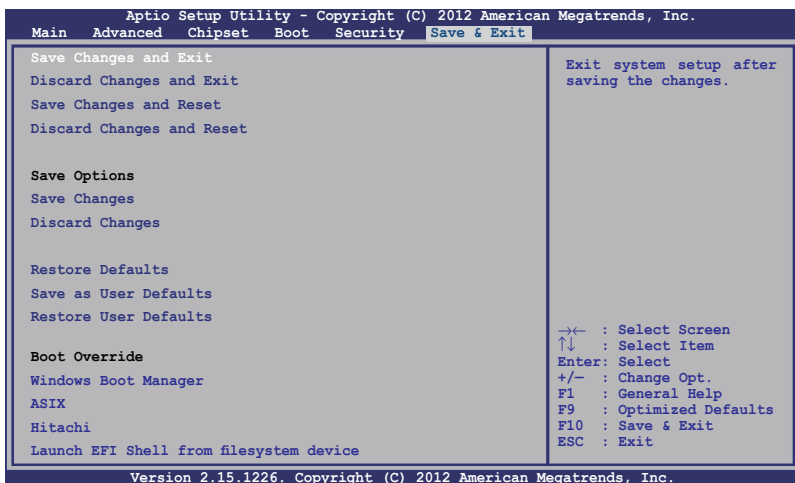 Aptio Setup Utility - Copyright (C) 2012 American Megatrends, Inc.
Main Advanced Chipset Boot Security Save & Exit
Save Changes and Exit
Discard Changes and Exit
Save Changes and Reset
Discard Changes and Reset
Save Options
Save Changes
Discard Changes
Restore Defaults
Save as User Defaults
Restore User Defaults
Boot Override
Windows Boot Manager
ASIX
Hitachi
Launch EFI Shell from filesystem device
Exit system setup after
saving the changes.
→← : Select Screen
↑↓ : Select Item
Enter: Select
+/— : Change Opt.
F1 : General Help
F9 : Optimized Defaults
F10 : Save & Exit
ESC : Exit
Version 2.15.1226. Copyright (C) 2012 American Megatrends, Inc.